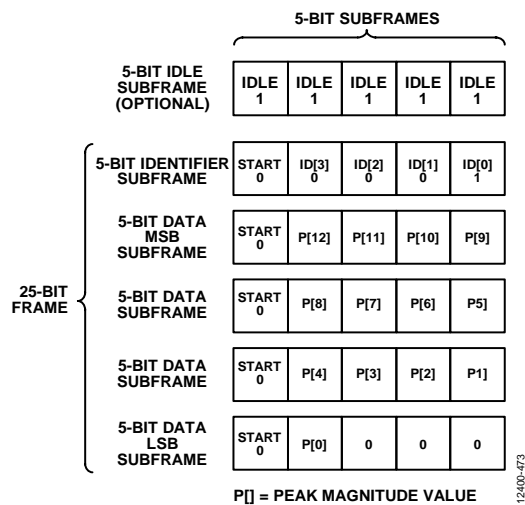 5-BIT SUBFRAMES
5-BIT IDLE
SUBFRAME
(OPTIONAL)
IDLE
1
IDLE
1
IDLE
1
IDLE
1
IDLE
1
25-BIT
FRAME
5-BIT IDENTIFIER
SUBFRAME
START
0
ID[3]
0
ID[2]
0
ID[1]
0
ID[0]
1
5-BIT DATA
MSB
SUBFRAME
START
0
P[12]
P[11]
P[10]
P[9]
5-BIT DATA
SUBFRAME
START
0
P[8]
P[7]
P[6]
P5]
5-BIT DATA
SUBFRAME
START
0
P[4]
P[3]
P[2]
P1]
5-BIT DATA
LSB
SUBFRAME
START
0
P[0]
0
0
0
P[] = PEAK MAGNITUDE VALUE
12400-473